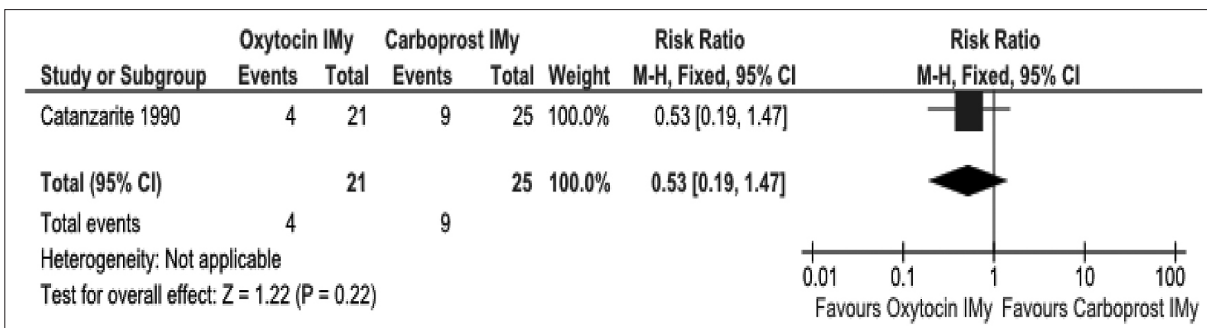 Oxytocin IMy Carboprost IMy Risk Ratio Risk Ratio
Study or Subgroup Events Total Events Total Weight M-H, Fixed, 95% CI M-H, Fixed, 95% CI
Catanzarite 1990 4 21 9 25 100.0% 0.53 [0.19, 1.47]
Total (95% CI) 21 25 100.0% 0.53 [0.19, 1.47]
Total events 4 9
Heterogeneity: Not applicable
Test for overall effect: Z = 1.22 (P = 0.22)
0.01 0.1 1 10 100
Favours Oxytocin IMy Favours Carboprost IMy